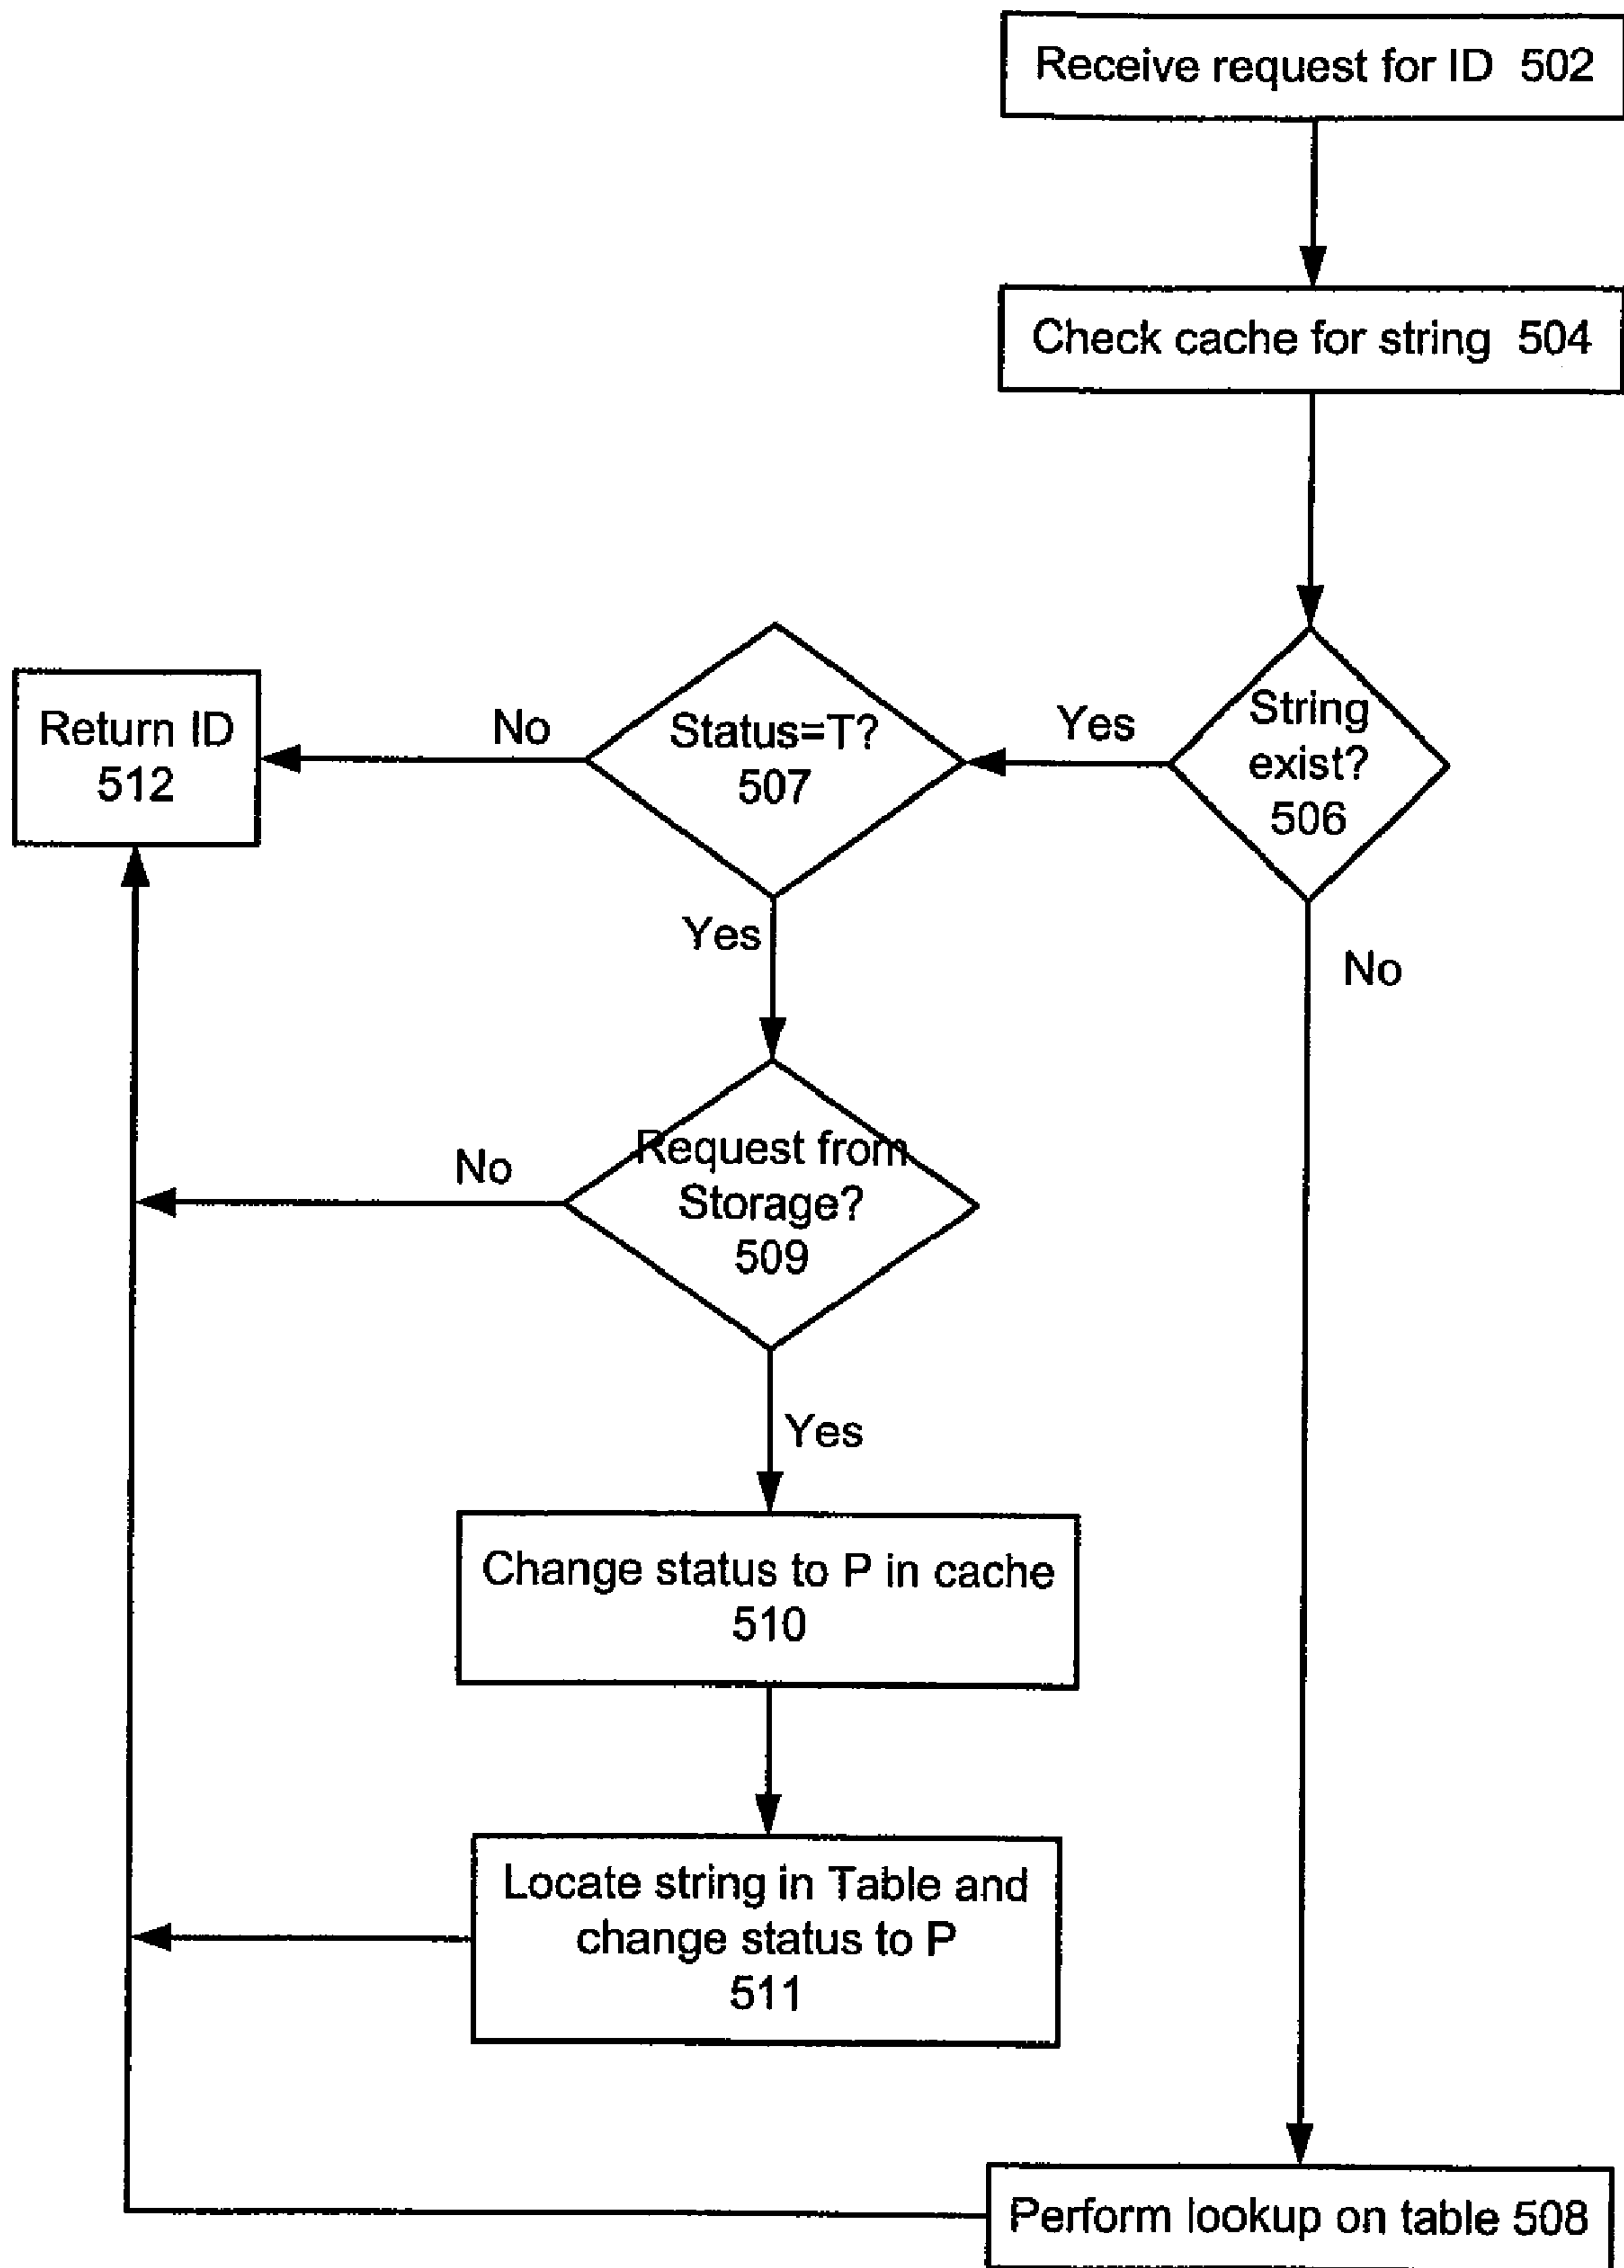 Receive request for ID 502
Check cache for string 504
String
exist?
506
Yes
No
Status=T?
507
No
Yes
Return ID
512
Request from
Storage?
509
No
Yes
Change status to P in cache
510
Locate string in Table and
change status to P
511
Perform lookup on table 508